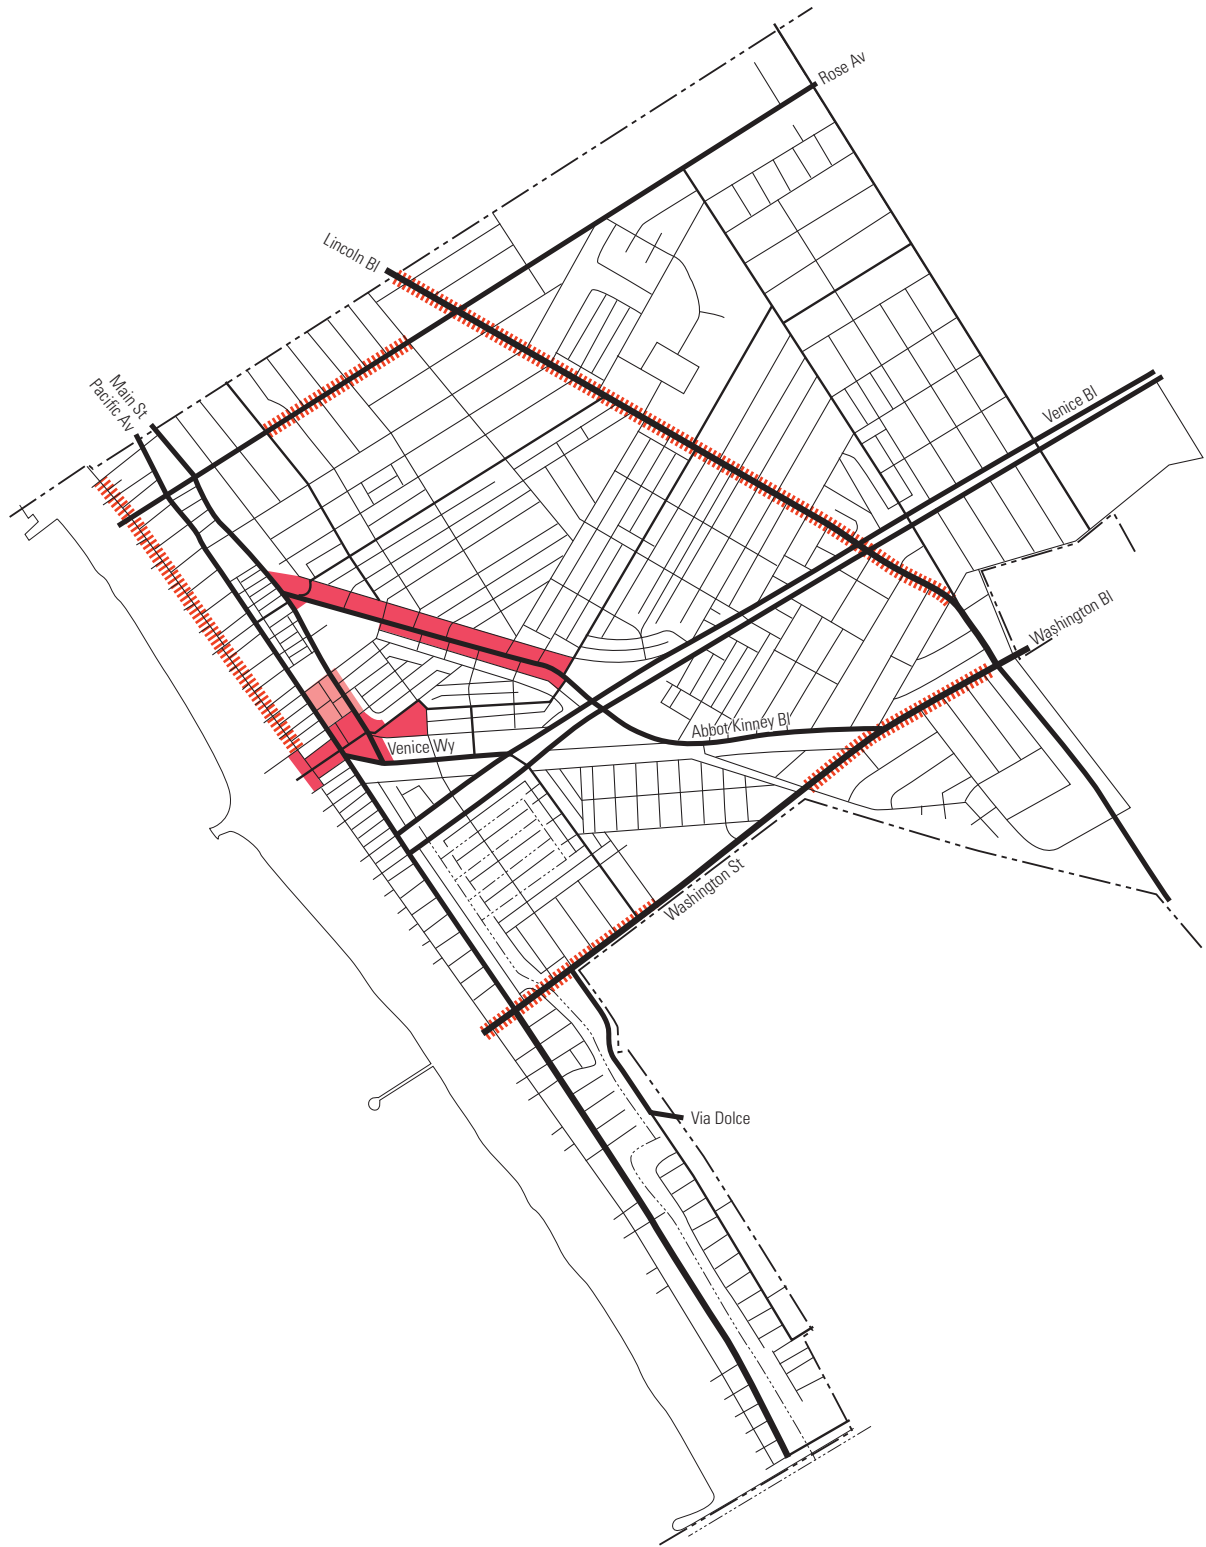 Rose Av
Lincoln Bl
Main St
Pacific Av
Venice Bl
Washington Bl
Abbot Kinney Bl
Venice Wy
Washington St
Via Dolce